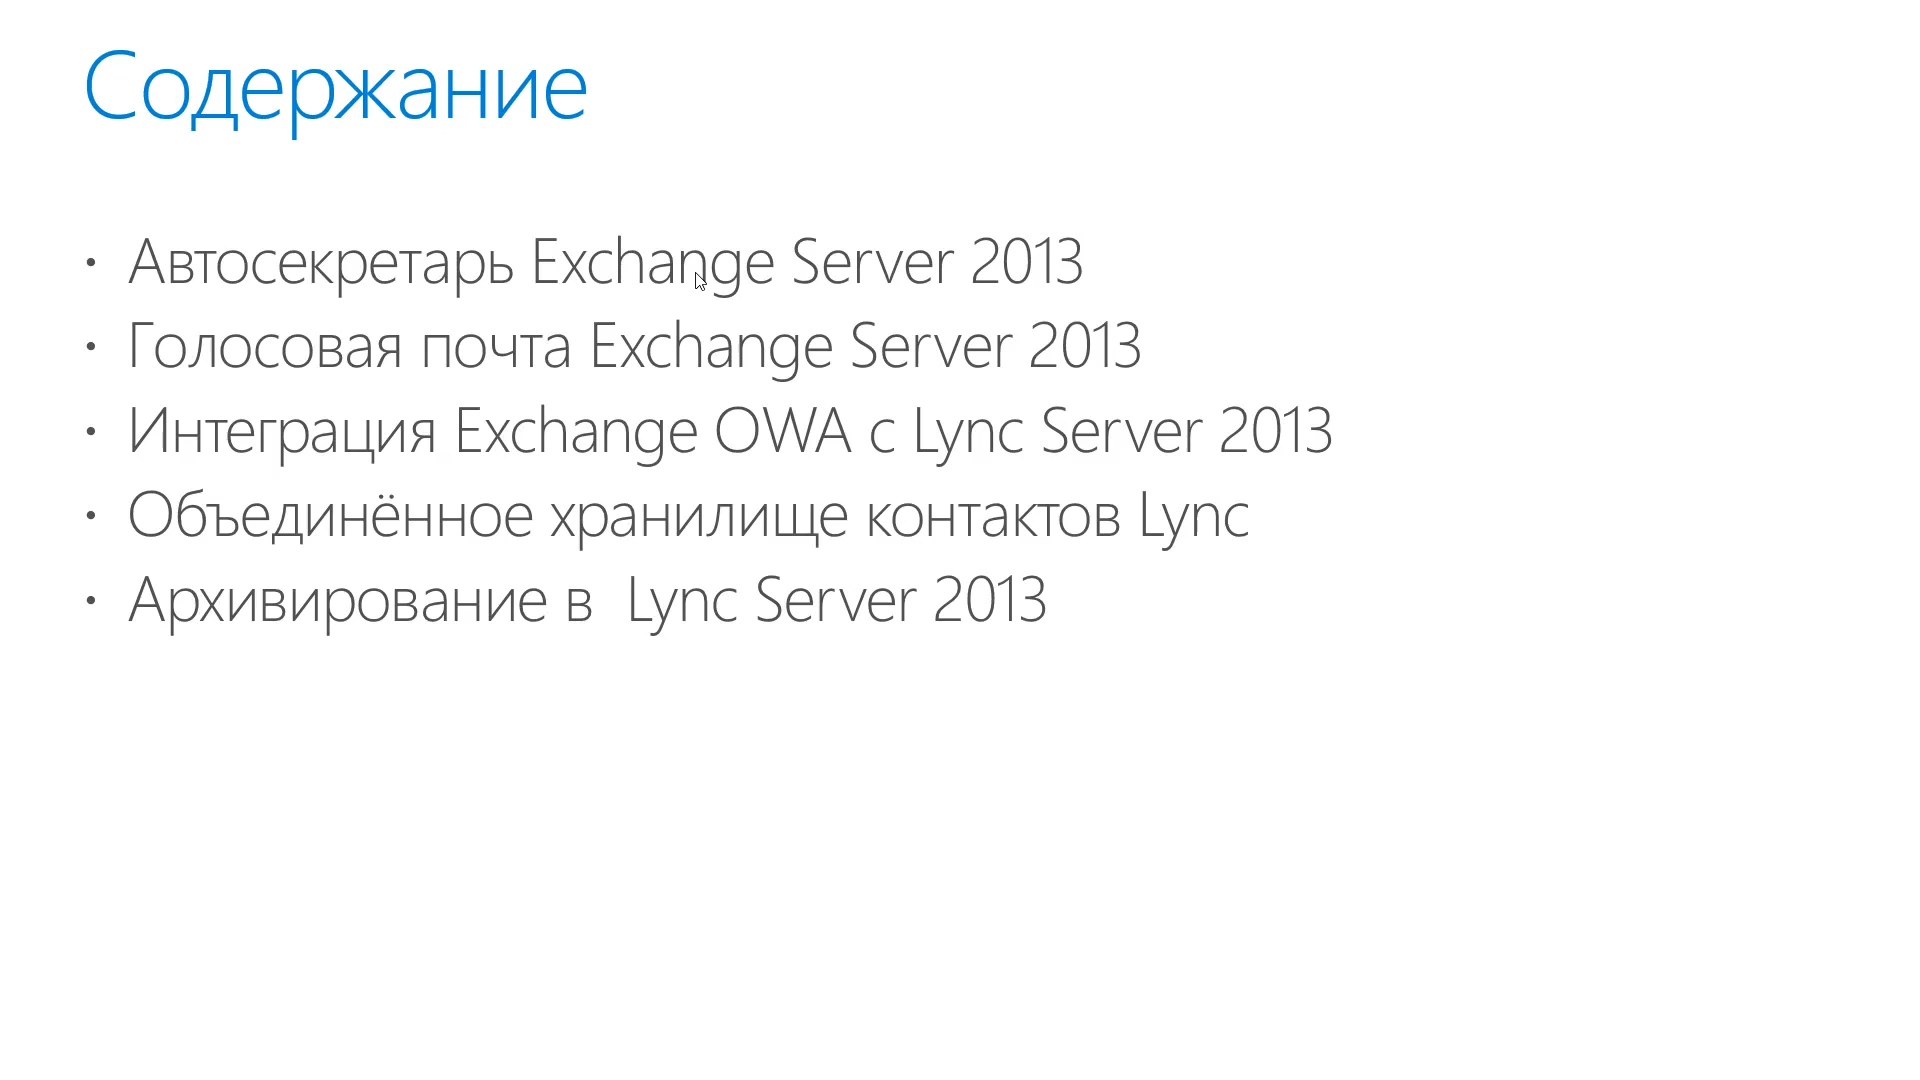 Содержание
• Автосекретарь Exchange Server 2013
• Голосовая почта Exchange Server 2013
• Интеграция Exchange OWA с Lync Server 2013
• Объединённое хранилище контактов Lync
• Архивирование в  Lync Server 2013